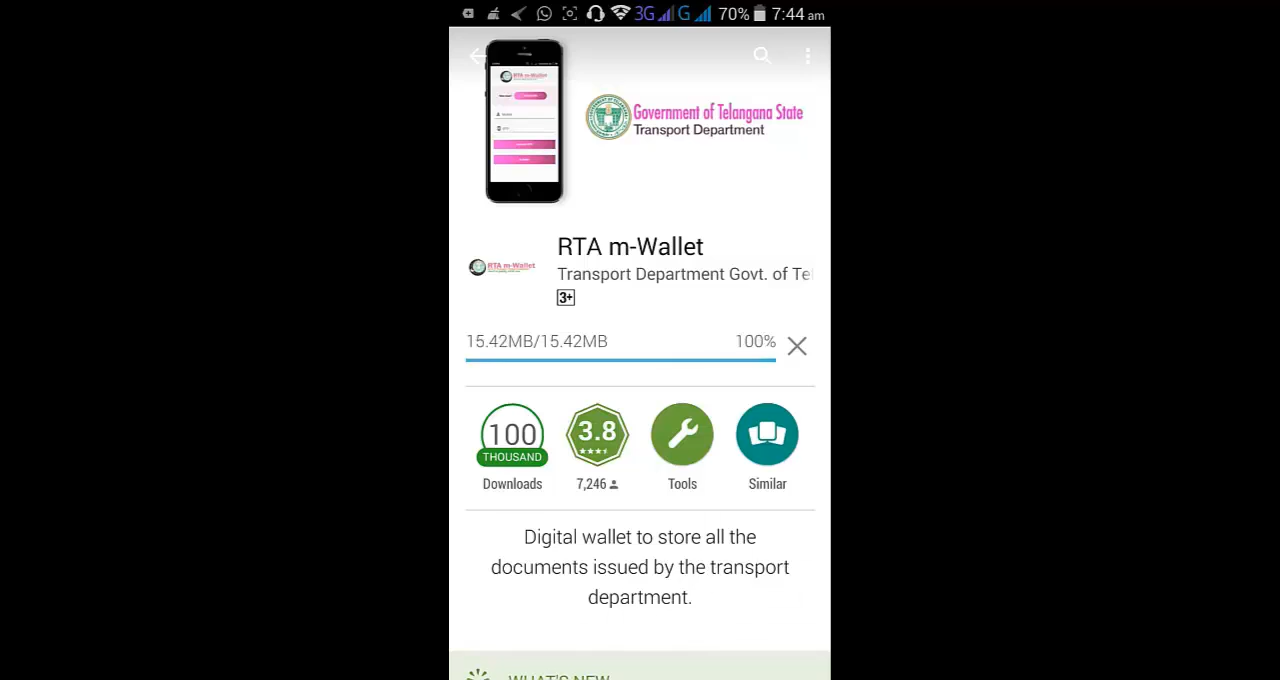 3G G 70% 7:44 am
Government of Telangana State
Transport Department
RTA m-Wallet
RTA m-Wallet
Transport Department Govt. of Tel
3+
15.42MB/15.42MB 100%
100 3.8
THOUSAND
Downloads 7,246 Tools Similar
Digital wallet to store all the
documents issued by the transport
department.
WHAT'S NEW